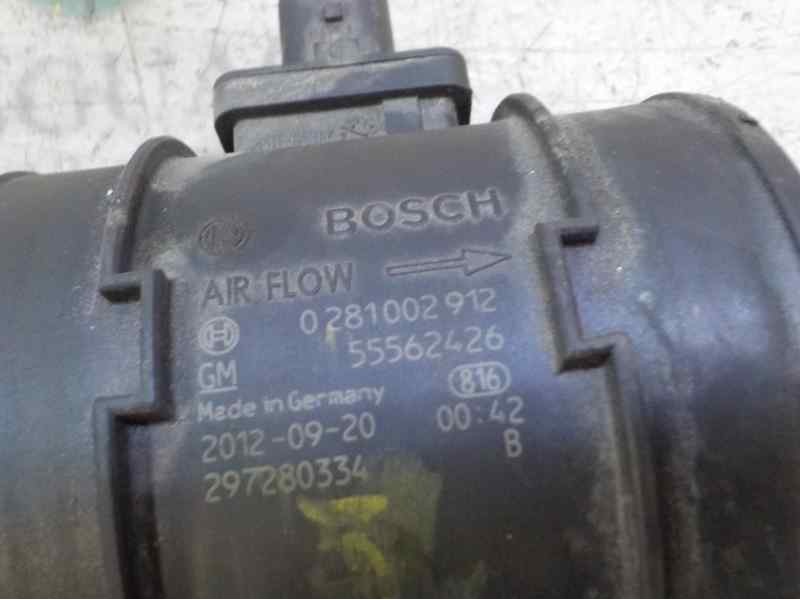 BOSCH
AIR FLOW
0 281 002 912
55562426
GM
Made in Germany 816
2012-09-20 00:42
297280334 B